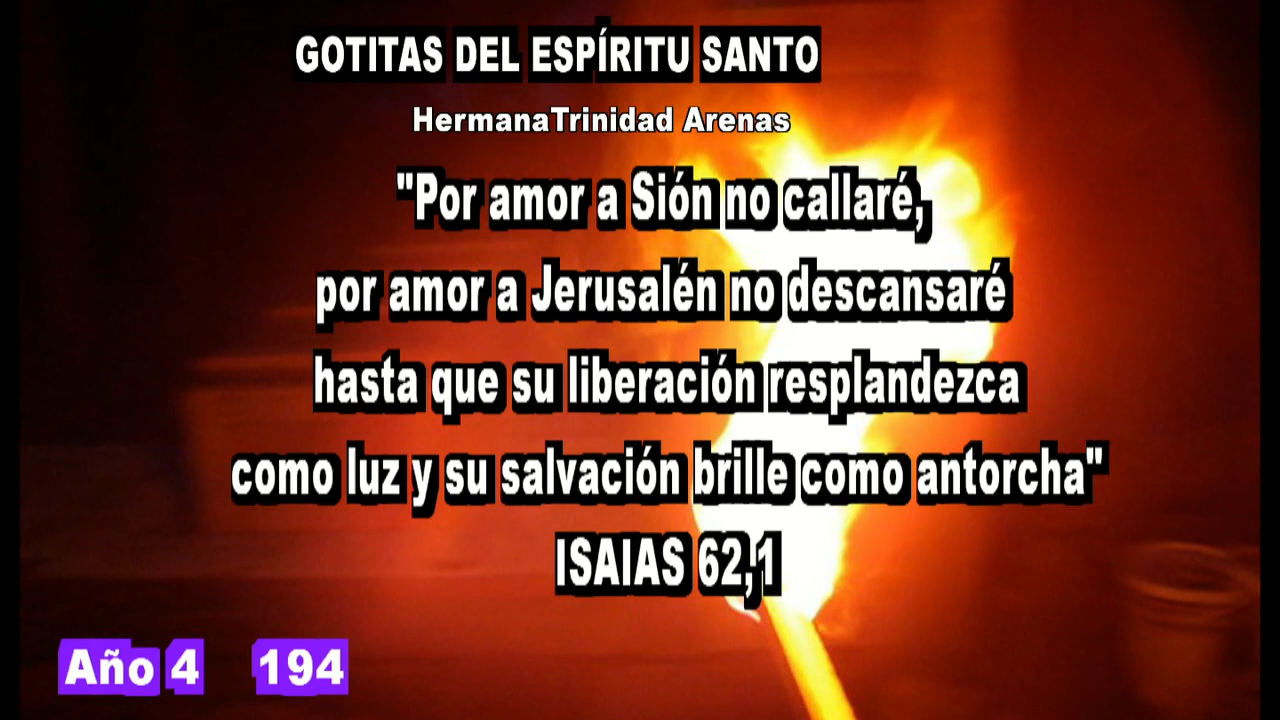 GOTITAS DEL ESPÍRITU SANTO
HermanaTrinidad Arenas
"Por amor a Sión no callaré,
por amor a Jerusalén no descansaré
hasta que su liberación resplandezca
como luz y su salvación brille como antorcha"
ISAIAS 62,1
Año 4 194